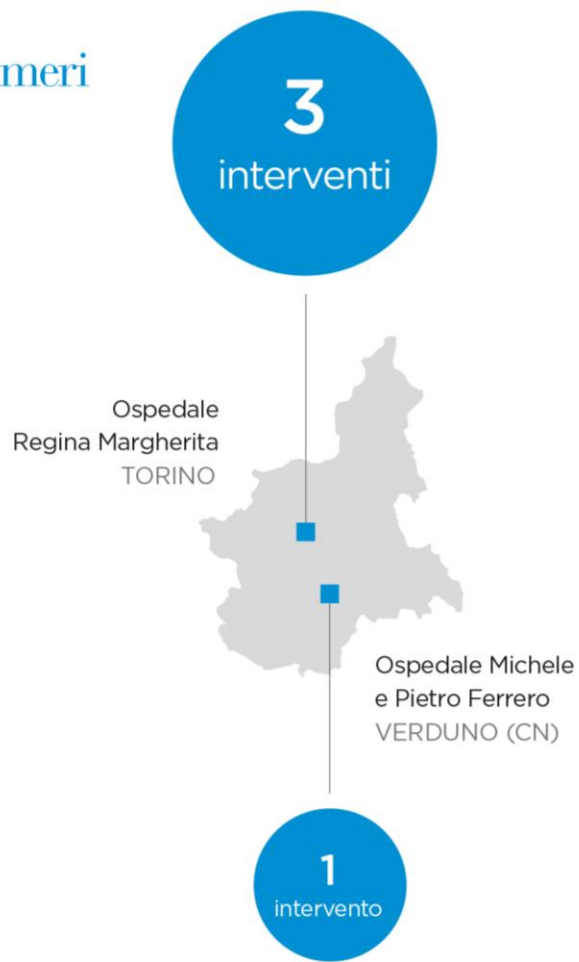 meri
3
interventi
Ospedale
Regina Margherita
TORINO
Ospedale Michele
e Pietro Ferrero
VERDUNO (CN)
1
intervento